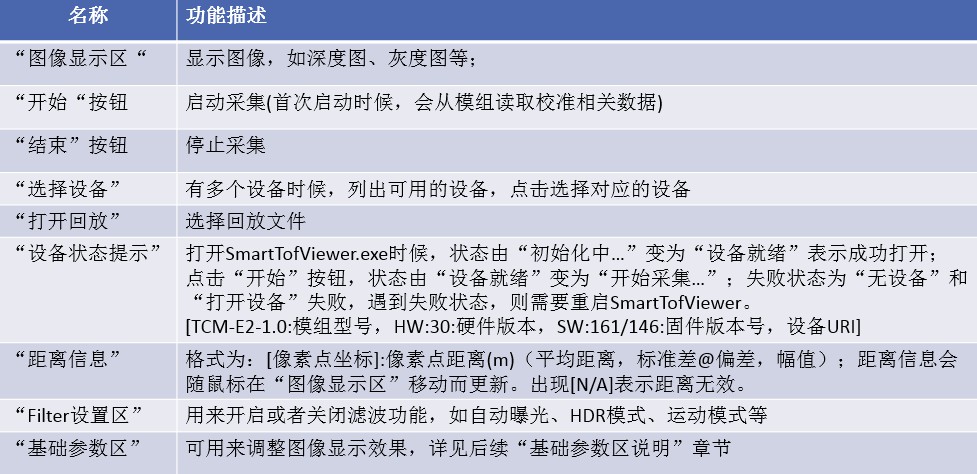 名称 功能描述
“图像显示区“ 显示图像，如深度图、灰度图等；
“开始“按钮 启动采集(首次启动时候，会从模组读取校准相关数据)
“结束”按钮 停止采集
“选择设备” 有多个设备时候，列出可用的设备，点击选择对应的设备
“打开回放” 选择回放文件
“设备状态提示” 打开SmartTofViewer.exe时候，状态由“初始化中...”变为“设备就绪”表示成功打开；
点击“开始”按钮，状态由“设备就绪”变为“开始采集...”；失败状态为“无设备”和
“打开设备”失败，遇到失败状态，则需要重启SmartTofViewer。
[TCM-E2-1.0:模组型号，HW:30:硬件版本，SW:161/146:固件版本号，设备URI]
“距离信息” 格式为：[像素点坐标]:像素点距离(m)（平均距离，标准差@偏差，幅值）；距离信息会
随鼠标在“图像显示区”移动而更新。出现[N/A]表示距离无效。
“Filter设置区” 用来开启或者关闭滤波功能，如自动曝光、HDR模式、运动模式等
“基础参数区” 可用来调整图像显示效果，详见后续“基础参数区说明”章节